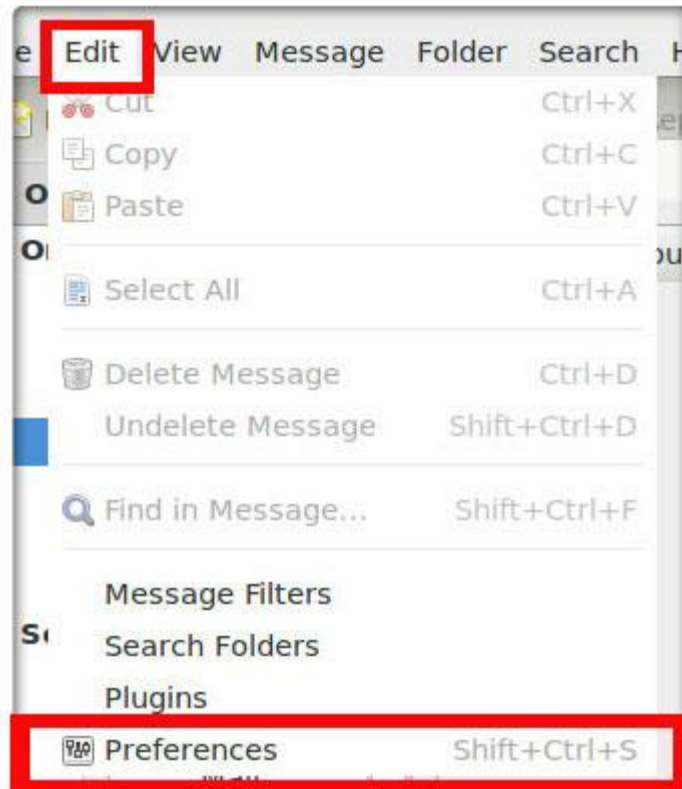 e Edit View Message Folder Search H
Cut Ctrl+X
Copy Ctrl+C
Paste Ctrl+V
Select All Ctrl+A
Delete Message Ctrl+D
Undelete Message Shift+Ctrl+D
Find in Message... Shift+Ctrl+F
Message Filters
Search Folders
Plugins
Preferences Shift+Ctrl+S